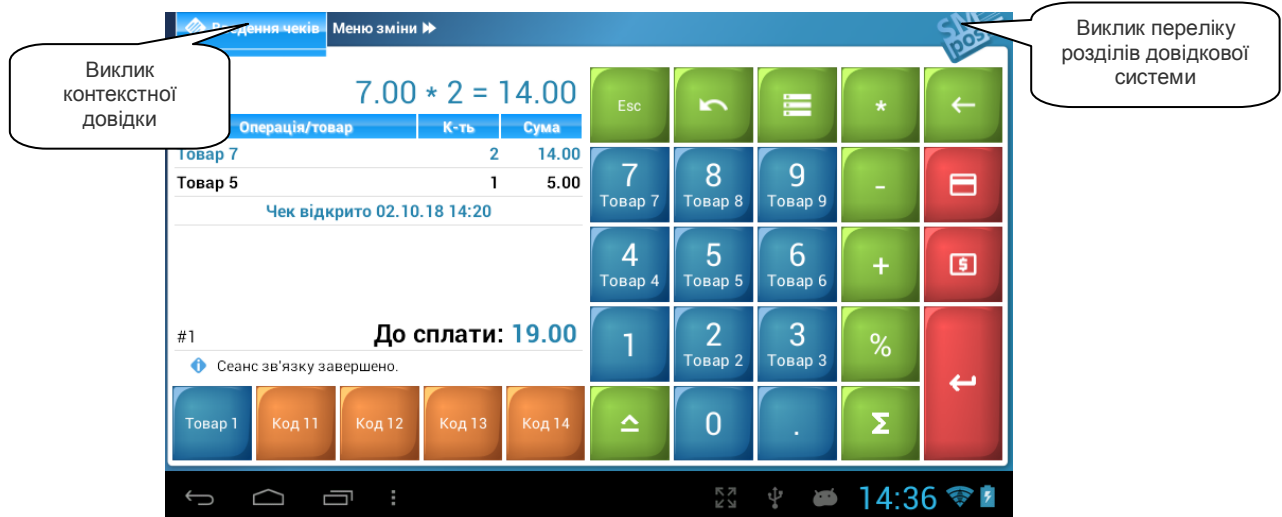 Введення чеків Меню зміни
SMP
pos
Виклик
контекстної
довідки
Виклик переліку
розділів довідкової
системи
7.00 * 2 = 14.00
Операція/товар К-ть Сума
Товар 7 2 14.00
Товар 5 1 5.00
Чек відкрито 02.10.18 14:20
#1 До сплати: 19.00
Сеанс зв'язку завершено.
Товар 1 Код 11 Код 12 Код 13 Код 14
Esc *
7 8 9 -
Товар 7 Товар 8 Товар 9
4 5 6 +
Товар 4 Товар 5 Товар 6
1 2 3 %
Товар 2 Товар 3
0 . Σ
14:36